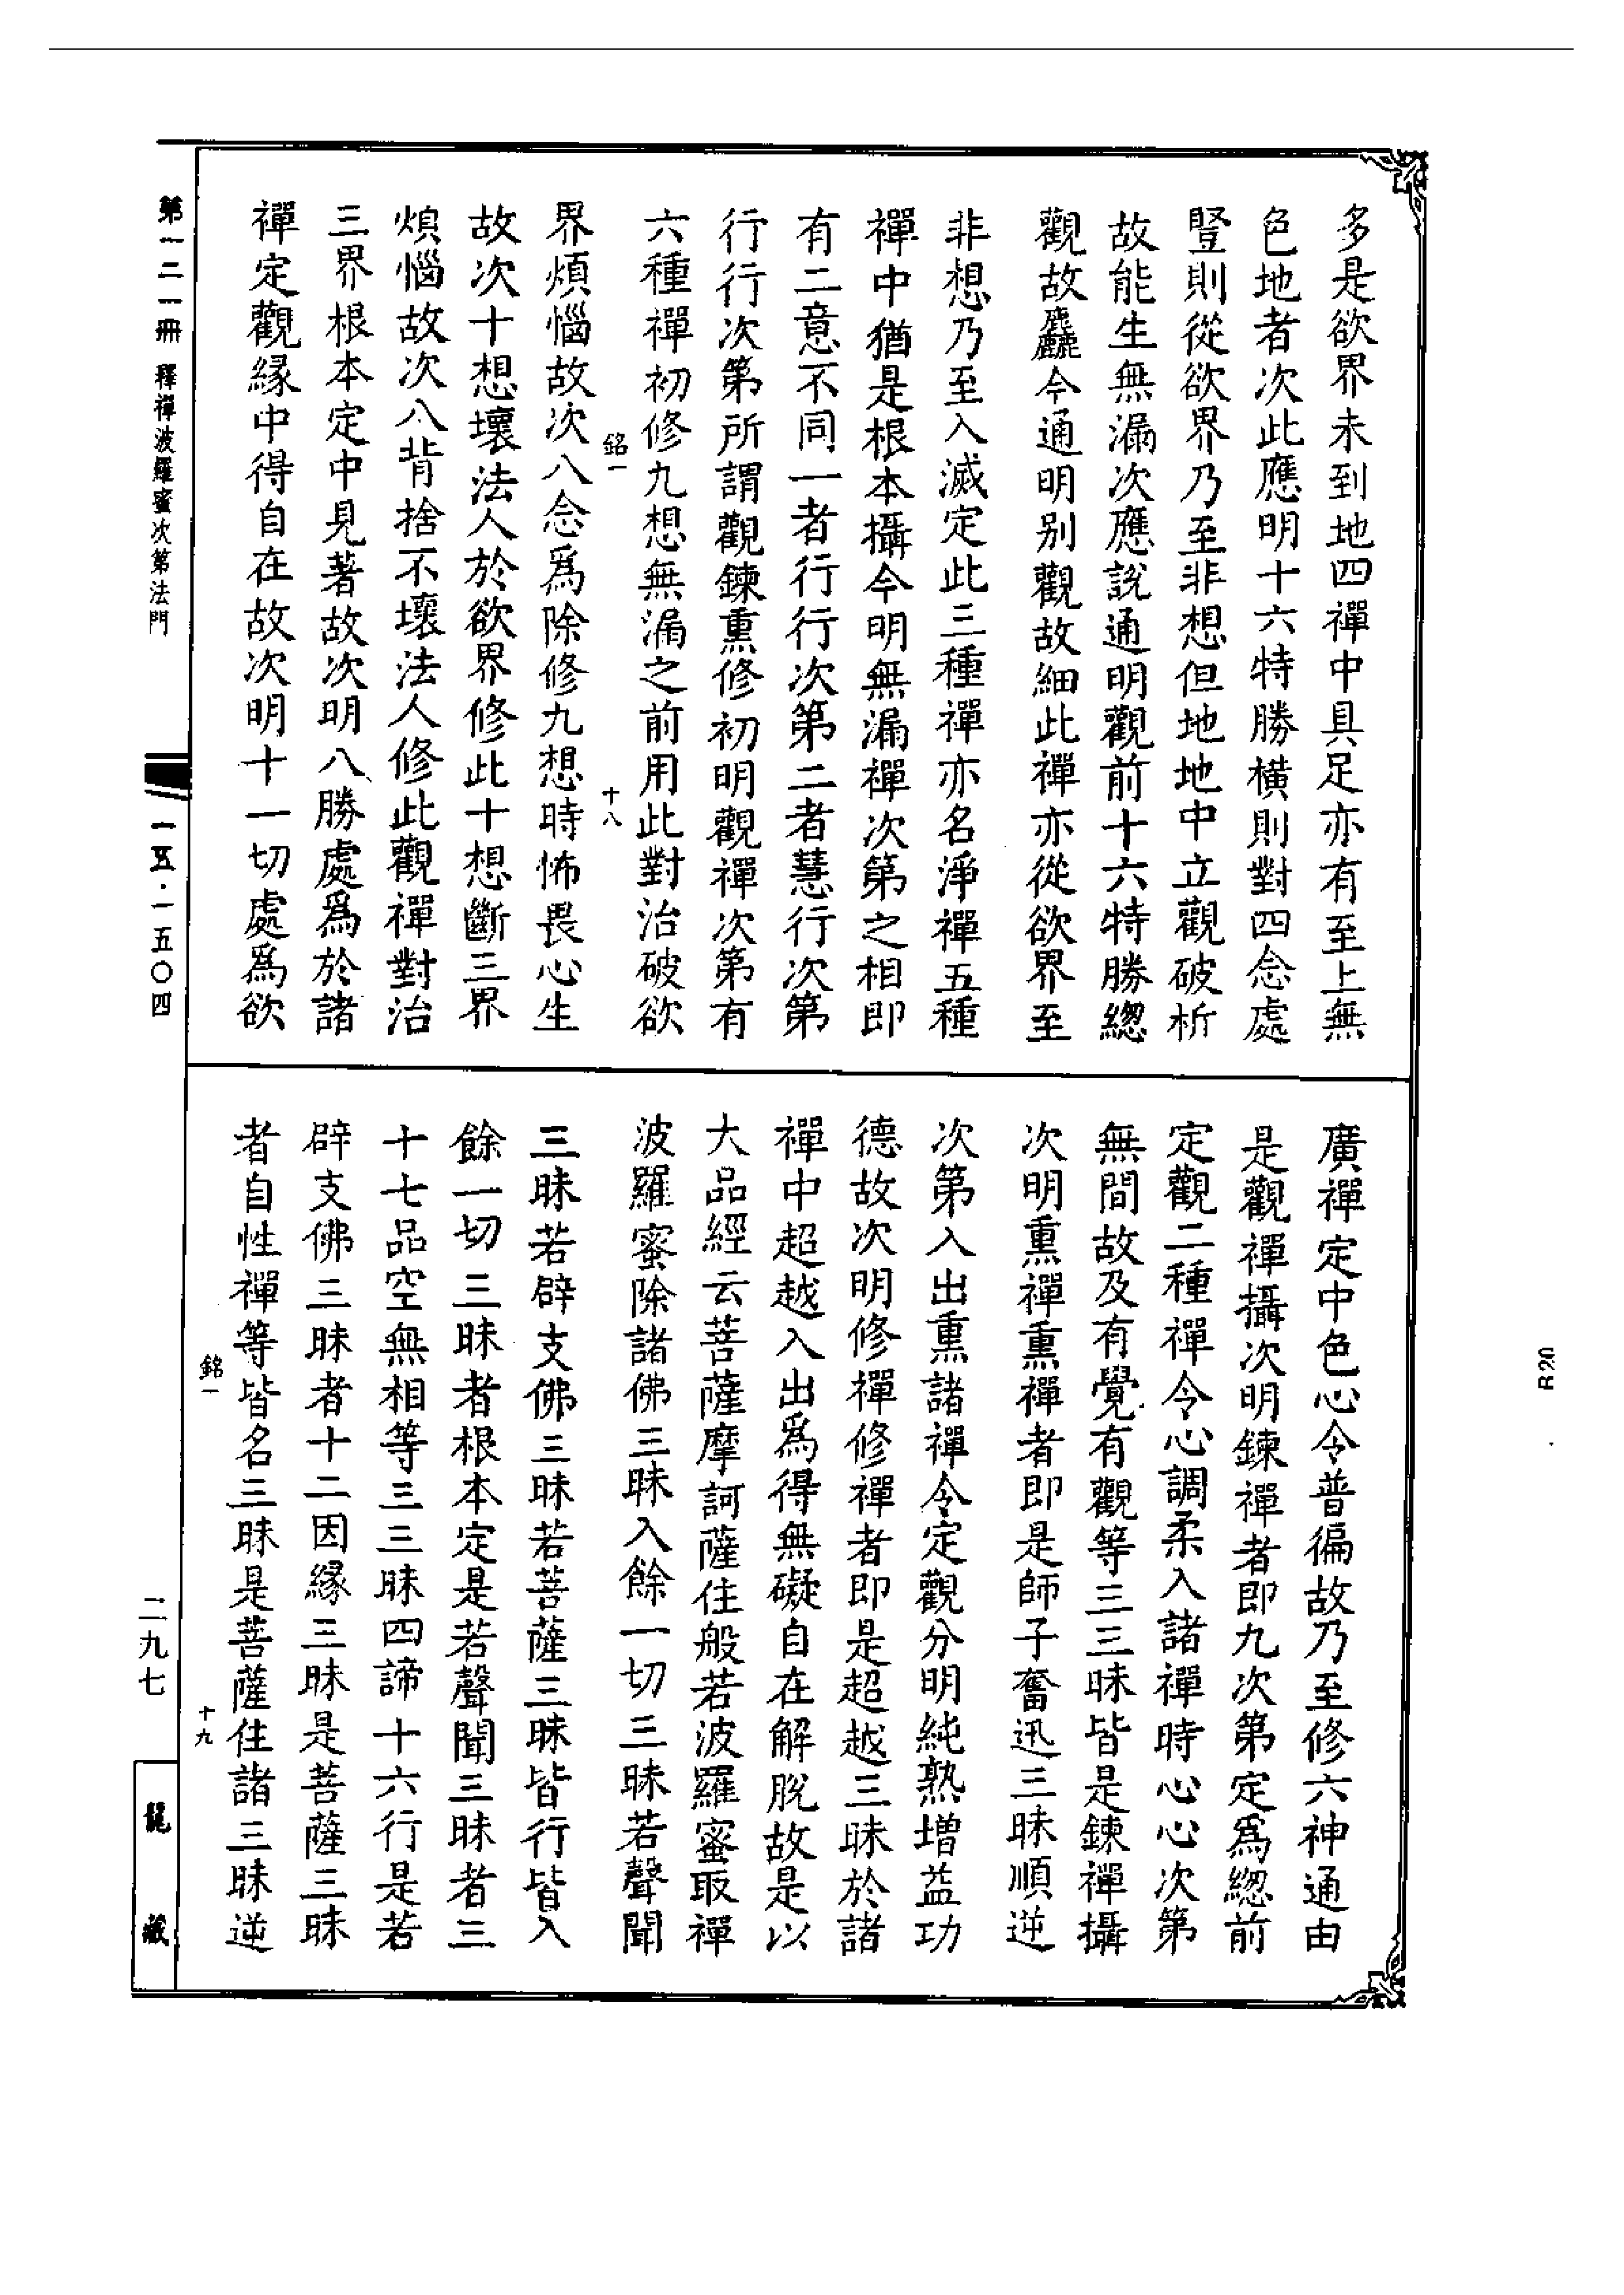 多是欲界未到地四禪中具足亦有至上無
色地者次此應明十六特勝橫則對四念處
豎則從欲界乃至非想但地地中立觀破析
故能生無漏次應說通明觀前十六特勝總
觀故麤今通明別觀故細此禪亦從欲界至
非想乃至入滅定此三種禪亦名淨禪五種
禪中猶是根本攝今明無漏禪次第之相即
有二意不同一者行行次第二者慧行次第
行行次第所謂觀鍊熏修初明觀禪次第有
六種禪初修九想無漏之前用此對治破欲
銘一 十八
界煩惱故次八念爲除修九想時怖畏心生
故次十想壞法人於欲界修此十想斷三界
煩惱故次八背捨不壞法人修此觀禪對治
三界根本定中見著故次明八勝處爲於諸
禪定觀緣中得自在故次明十一切處爲欲
廣禪定中色心令普徧故乃至修六神通由
是觀禪攝次明鍊禪者即九次第定爲總前
定觀二種禪令心調柔入諸禪時心心次第
無間故及有覺有觀等三三昧皆是鍊禪攝
次明熏禪熏禪者即是師子奮迅三昧順逆
次第入出熏諸禪令定觀分明純熟增益功
德故次明修禪修禪者即是超越三昧於諸
禪中超越入出爲得無礙自在解脫故是以
大品經云菩薩摩訶薩住般若波羅蜜取禪
波羅蜜除諸佛三昧入餘一切三昧若聲聞
三昧若辟支佛三昧若菩薩三昧皆行皆入
餘一切三昧者根本定是若聲聞三昧者三
十七品空無相等三三昧四諦十六行是若
辟支佛三昧者十二因緣三昧是菩薩三昧
者自性禪等皆名三昧是菩薩住諸三昧逆
銘一 十九
第一二一冊 釋禪波羅蜜次第法門 一五·一五〇四
二九七
龍藏
R20